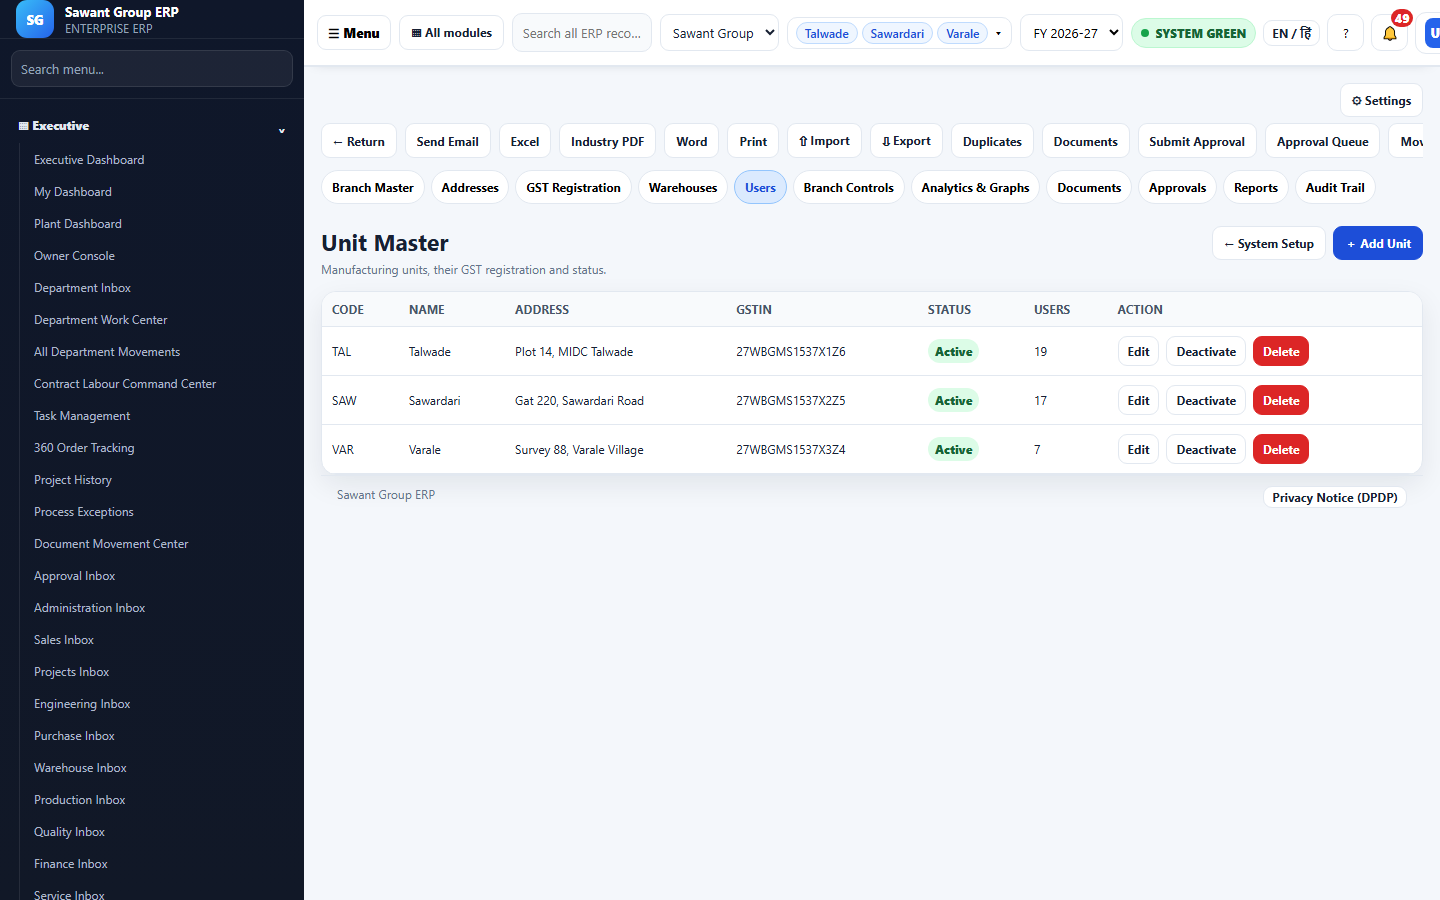 SG
Sawant Group ERP
ENTERPRISE ERP
Search menu...
Executive
Executive Dashboard
My Dashboard
Plant Dashboard
Owner Console
Department Inbox
Department Work Center
All Department Movements
Contract Labour Command Center
Task Management
360 Order Tracking
Project History
Process Exceptions
Document Movement Center
Approval Inbox
Administration Inbox
Sales Inbox
Projects Inbox
Engineering Inbox
Purchase Inbox
Warehouse Inbox
Production Inbox
Quality Inbox
Finance Inbox
Service Inbox
☰ Menu All modules Search all ERP reco... Sawant Group Talwade Sawardari Varale FY 2026-27 SYSTEM GREEN EN / हिं ? 49 U
⚙ Settings
← Return Send Email Excel Industry PDF Word Print ⇧ Import ⇩ Export Duplicates Documents Submit Approval Approval Queue Mov
Branch Master Addresses GST Registration Warehouses Users Branch Controls Analytics & Graphs Documents Approvals Reports Audit Trail
Unit Master ← System Setup + Add Unit
Manufacturing units, their GST registration and status.
CODE NAME ADDRESS GSTIN STATUS USERS ACTION
TAL Talwade Plot 14, MIDC Talwade 27WBGMS1537X1Z6 Active 19 Edit Deactivate Delete
SAW Sawardari Gat 220, Sawardari Road 27WBGMS1537X2Z5 Active 17 Edit Deactivate Delete
VAR Varale Survey 88, Varale Village 27WBGMS1537X3Z4 Active 7 Edit Deactivate Delete
Sawant Group ERP Privacy Notice (DPDP)